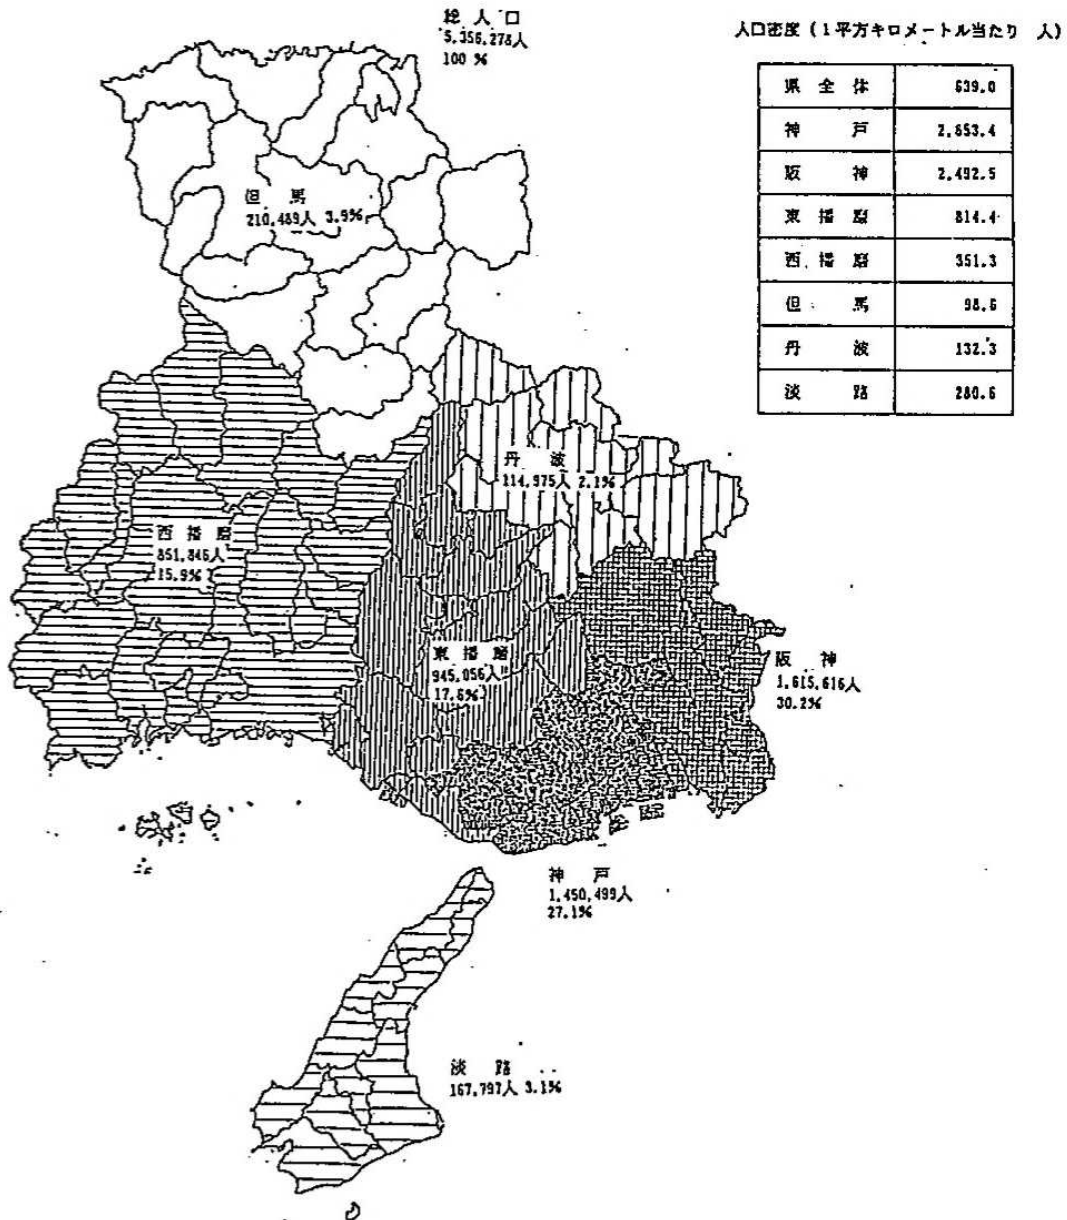 総人口
5,356,278人
100 %
人口密度（1平方キロメートル当たり 人）
県全体 639.0
神戸 2,653.4
阪神 2,492.5
東播磨 814.4
西播磨 351.3
但馬 98.6
丹波 132.3
淡路 280.6
但馬
210,489人 3.9%
丹波
114,975人 2.1%
西播磨
851,846人
15.9%
東播磨
945,056人
17.6%
阪神
1,615,616人
30.2%
神戸
1,450,499人
27.1%
淡路
167,797人 3.1%